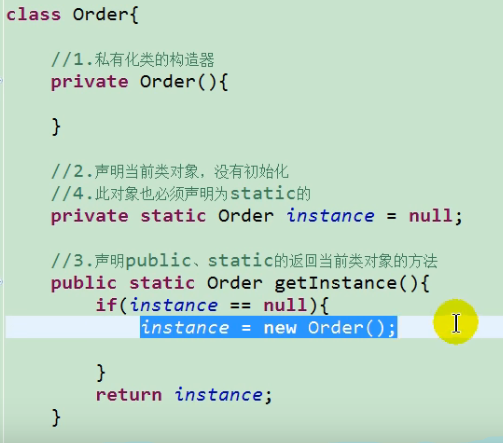 class Order{
//1.私有化类的构造器
private Order(){
}
//2.声明当前类对象，没有初始化
//4.此对象也必须声明为static的
private static Order instance = null;
//3.声明public、static的返回当前类对象的方法
public static Order getInstance(){
if(instance == null){
instance = new Order();
}
return instance;
}